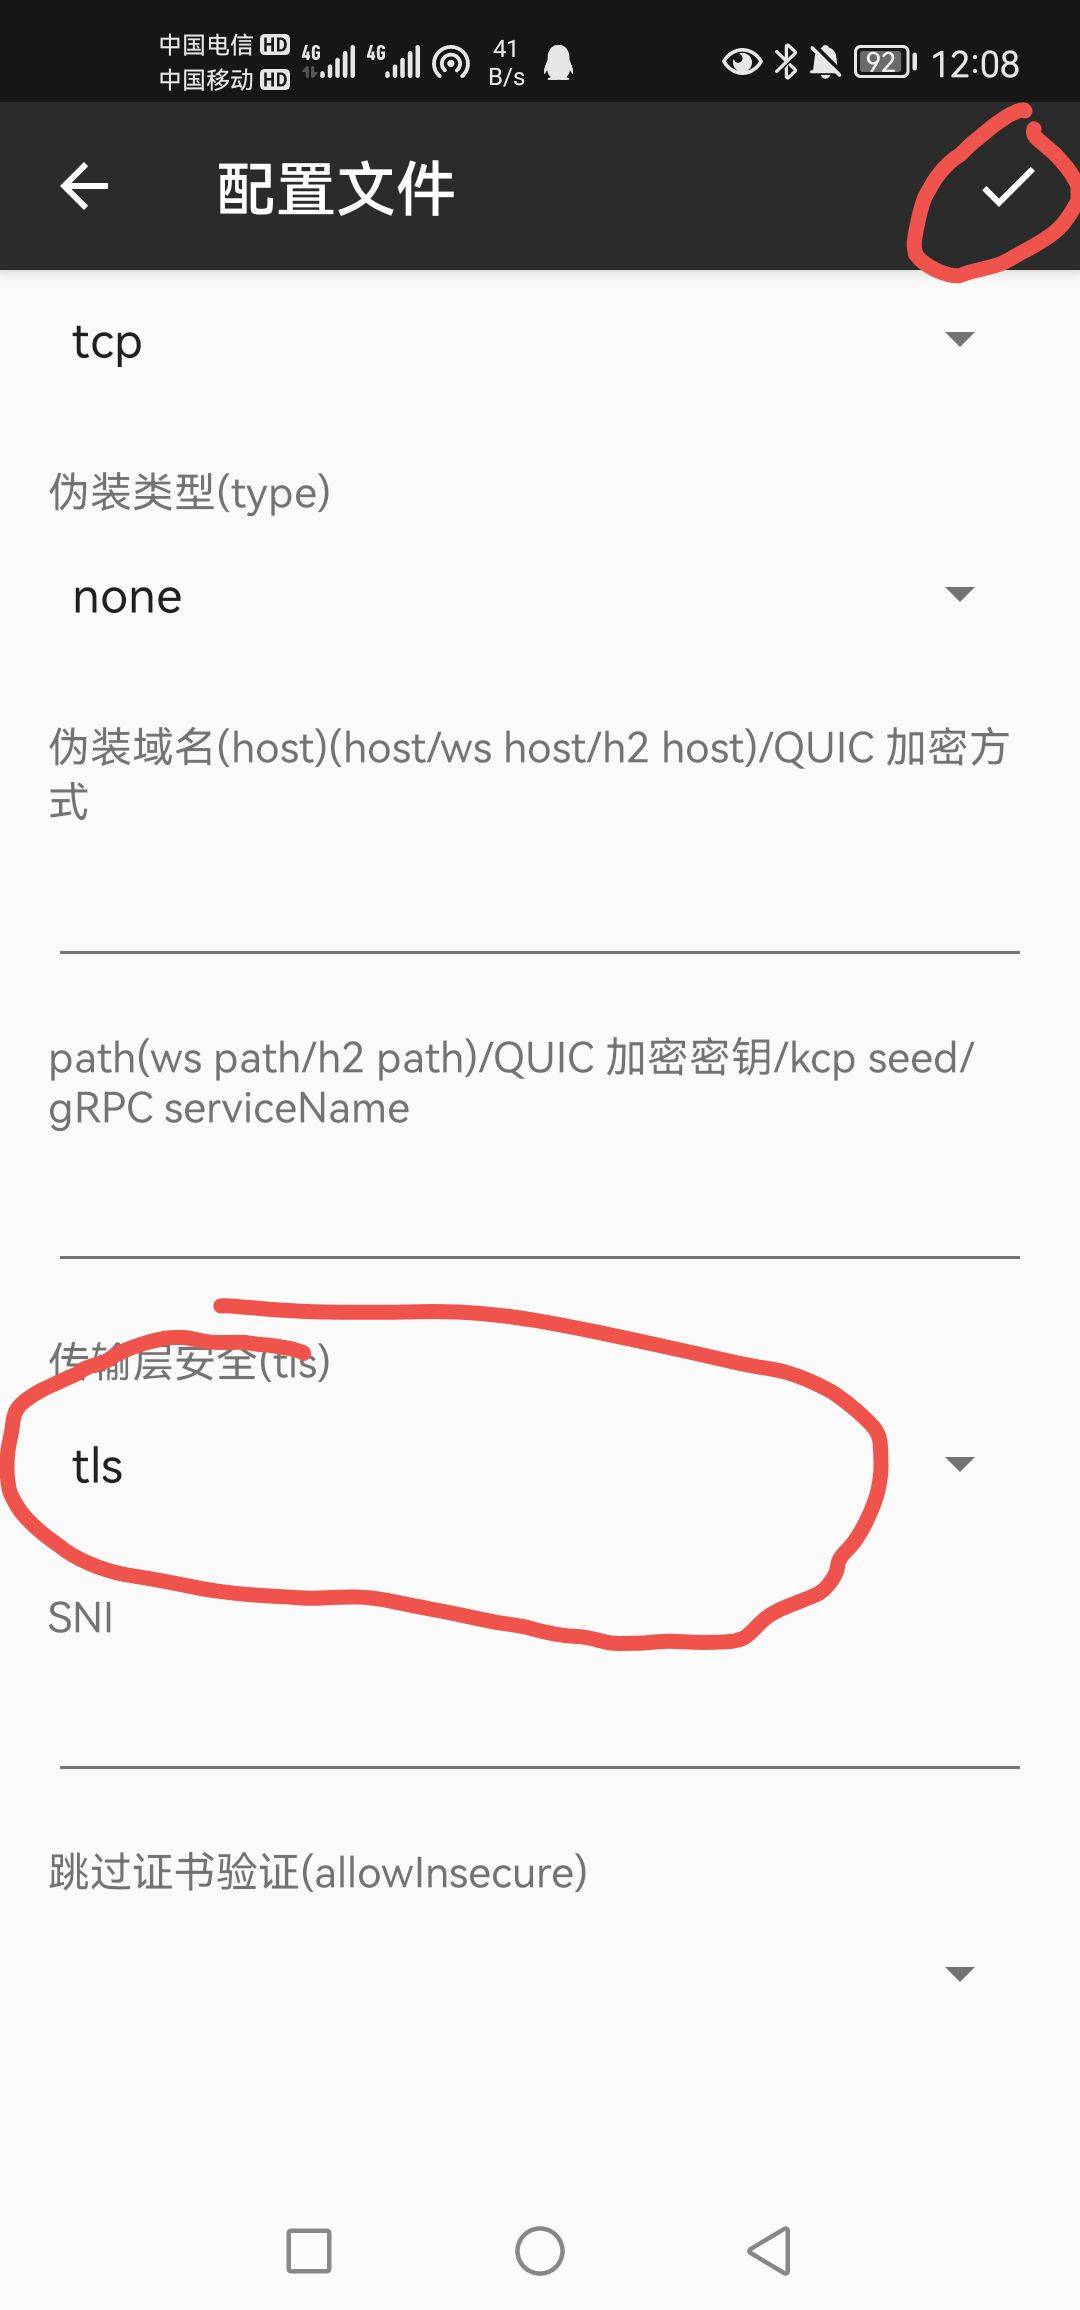 中国电信 HD 4G 4G 41 92 12:08
中国移动 HD B/s
配置文件
tcp
伪装类型(type)
none
伪装域名(host)(host/ws host/h2 host)/QUIC 加密方
式
path(ws path/h2 path)/QUIC 加密密钥/kcp seed/
gRPC serviceName
传输层安全(tls)
tls
SNI
跳过证书验证(allowInsecure)